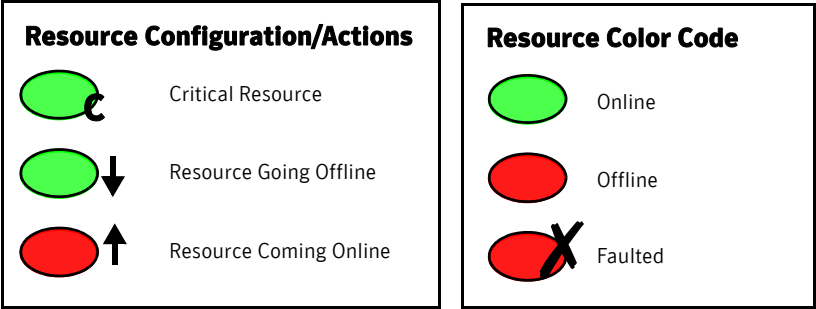 Resource Configuration/Actions
C
Critical Resource
Resource Going Offline
Resource Coming Online
Resource Color Code
Online
Offline
X
Faulted